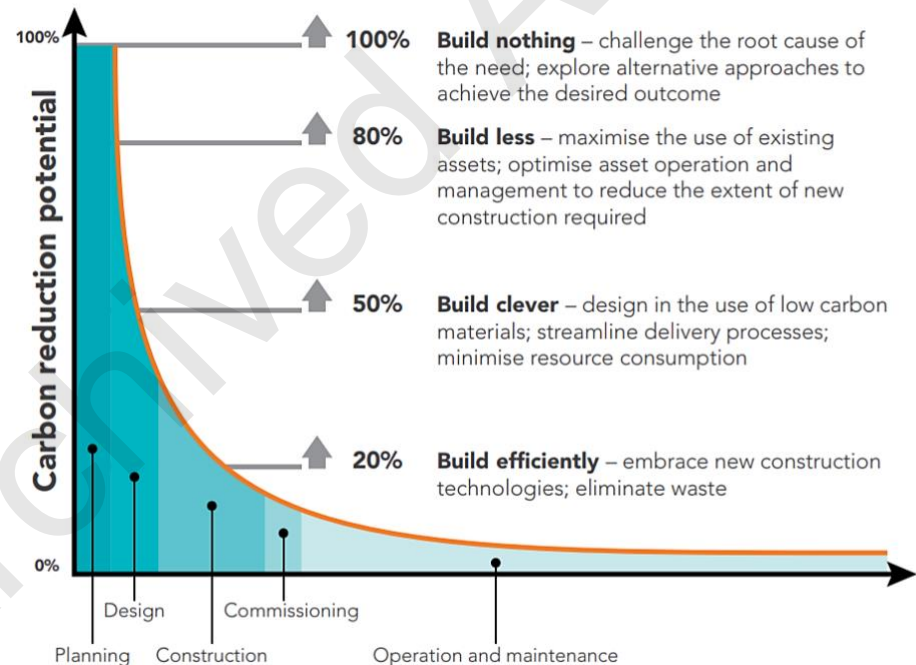 100%
Carbon reduction potential
0%
100%
Build nothing – challenge the root cause of
the need; explore alternative approaches to
achieve the desired outcome
80%
Build less – maximise the use of existing
assets; optimise asset operation and
management to reduce the extent of new
construction required
50%
Build clever – design in the use of low carbon
materials; streamline delivery processes;
minimise resource consumption
20%
Build efficiently – embrace new construction
technologies; eliminate waste
Design
Commissioning
Planning
Construction
Operation and maintenance